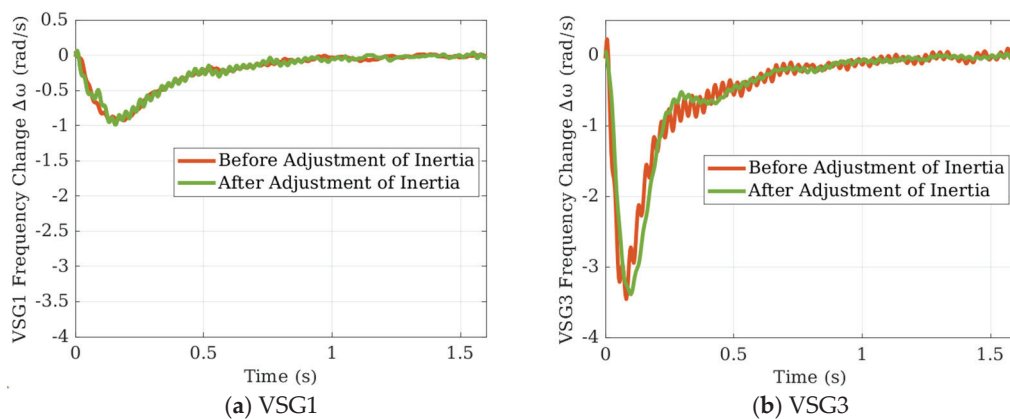 VSG1 Frequency Change Δω (rad/s)
0.5
0
-0.5
-1
-1.5
-2
-2.5
-3
-3.5
-4
Before Adjustment of Inertia
After Adjustment of Inertia
0 0.5 1 1.5
Time (s)
(a) VSG1
VSG3 Frequency Change Δω (rad/s)
0
-1
-2
-3
-4
Before Adjustment of Inertia
After Adjustment of Inertia
0 0.5 1 1.5
Time (s)
(b) VSG3